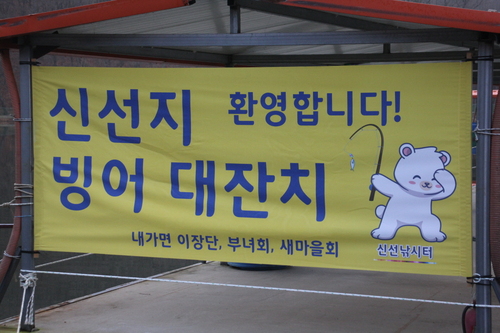 신선지 환영합니다!
빙어 대잔치
내가면 이장단, 부녀회, 새마을회
신선낚시터